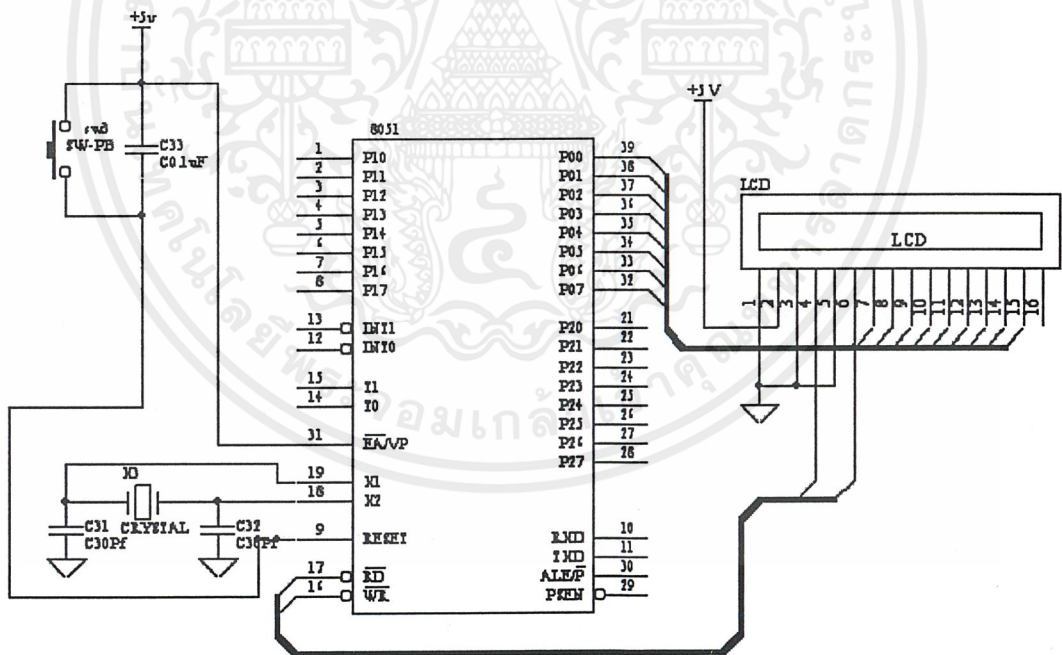 +5v
sw3
SW-PB
C33
C0.1uF
8051
1 P10
2 P11
3 P12
4 P13
5 P14
6 P15
7 P16
8 P17
13 INT1
12 INT0
15 T1
14 T0
31 EA/VP
19 X1
18 X2
9 RESET
17 RD
16 WR
P00 39
P01 38
P02 37
P03 36
P04 35
P05 34
P06 33
P07 32
P20 21
P21 22
P22 23
P23 24
P24 25
P25 26
P26 27
P27 28
RXD 10
TXD 11
ALE/P 30
PSEN 29
X3
CRYSTAL
C31
C30Pf
C32
C30Pf
+5V
LCD
LCD
1 2 3 4 5 6 7 8 9 10 11 12 13 14 15 16